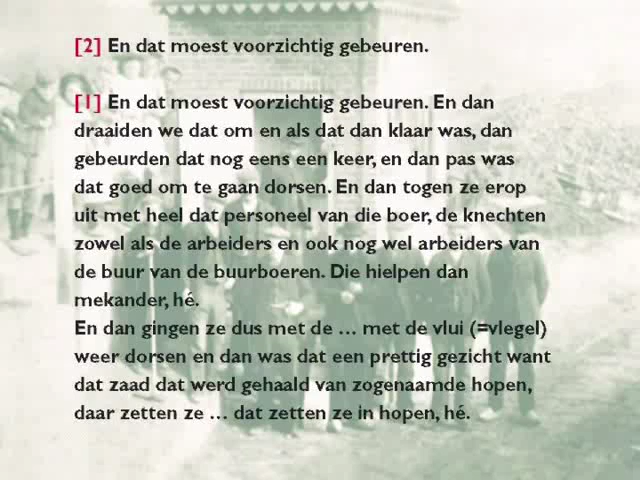 [2] En dat moest voorzichtig gebeuren.
[1] En dat moest voorzichtig gebeuren. En dan
draaiden we dat om en als dat dan klaar was, dan
gebeurden dat nog eens een keer, en dan pas was
dat goed om te gaan dorsen. En dan togen ze erop
uit met heel dat personeel van die boer, de knechten
zowel als de arbeiders en ook nog wel arbeiders van
de buur van de buurboeren. Die hielpen dan
mekander, hé.
En dan gingen ze dus met de … met de vlui (=vlegel)
weer dorsen en dan was dat een prettig gezicht want
dat zaad dat werd gehaald van zogenaamde hopen,
daar zetten ze … dat zetten ze in hopen, hé.